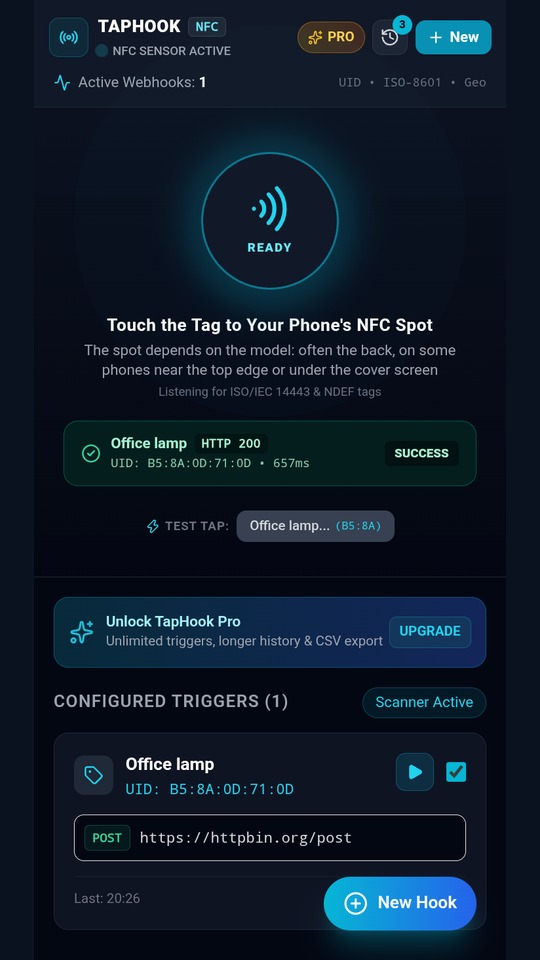 TAPHOOK NFC
NFC SENSOR ACTIVE
PRO
3
New
Active Webhooks: 1
UID • ISO-8601 • Geo
READY
Touch the Tag to Your Phone's NFC Spot
The spot depends on the model: often the back, on some
phones near the top edge or under the cover screen
Listening for ISO/IEC 14443 & NDEF tags
Office lamp HTTP 200
UID: B5:8A:0D:71:0D • 657ms
SUCCESS
TEST TAP: Office lamp... (B5:8A)
Unlock TapHook Pro
Unlimited triggers, longer history & CSV export
UPGRADE
CONFIGURED TRIGGERS (1)
Scanner Active
Office lamp
UID: B5:8A:0D:71:0D
POST https://httpbin.org/post
Last: 20:26
New Hook